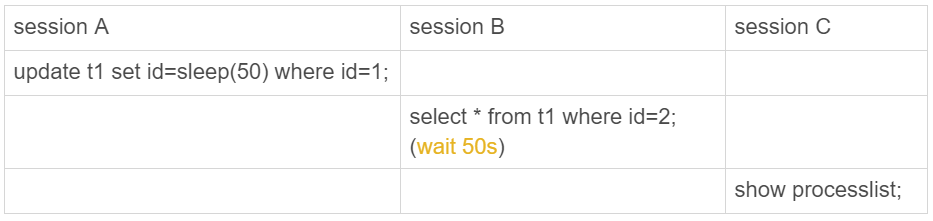 session A
session B
session C
update t1 set id=sleep(50) where id=1;
select * from t1 where id=2;
(wait 50s)
show processlist;